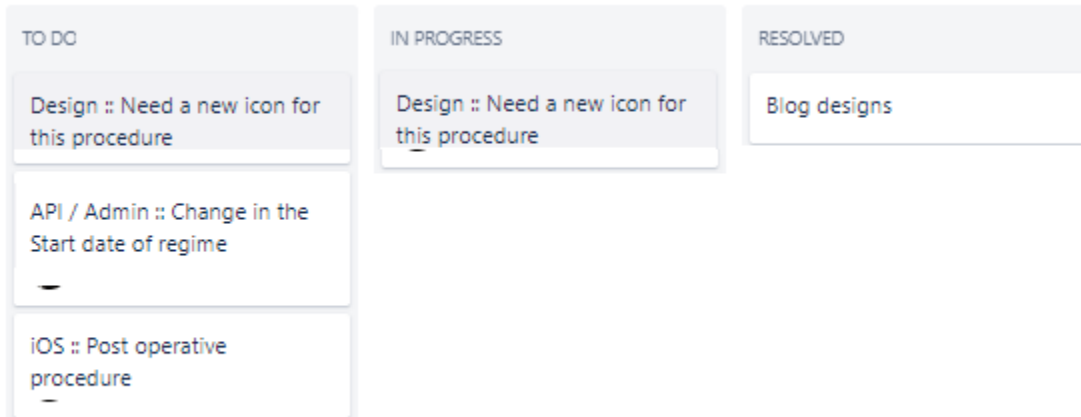 TO DO
Design :: Need a new icon for
this procedure
API / Admin :: Change in the
Start date of regime
iOS :: Post operative
procedure
IN PROGRESS
Design :: Need a new icon for
this procedure
RESOLVED
Blog designs